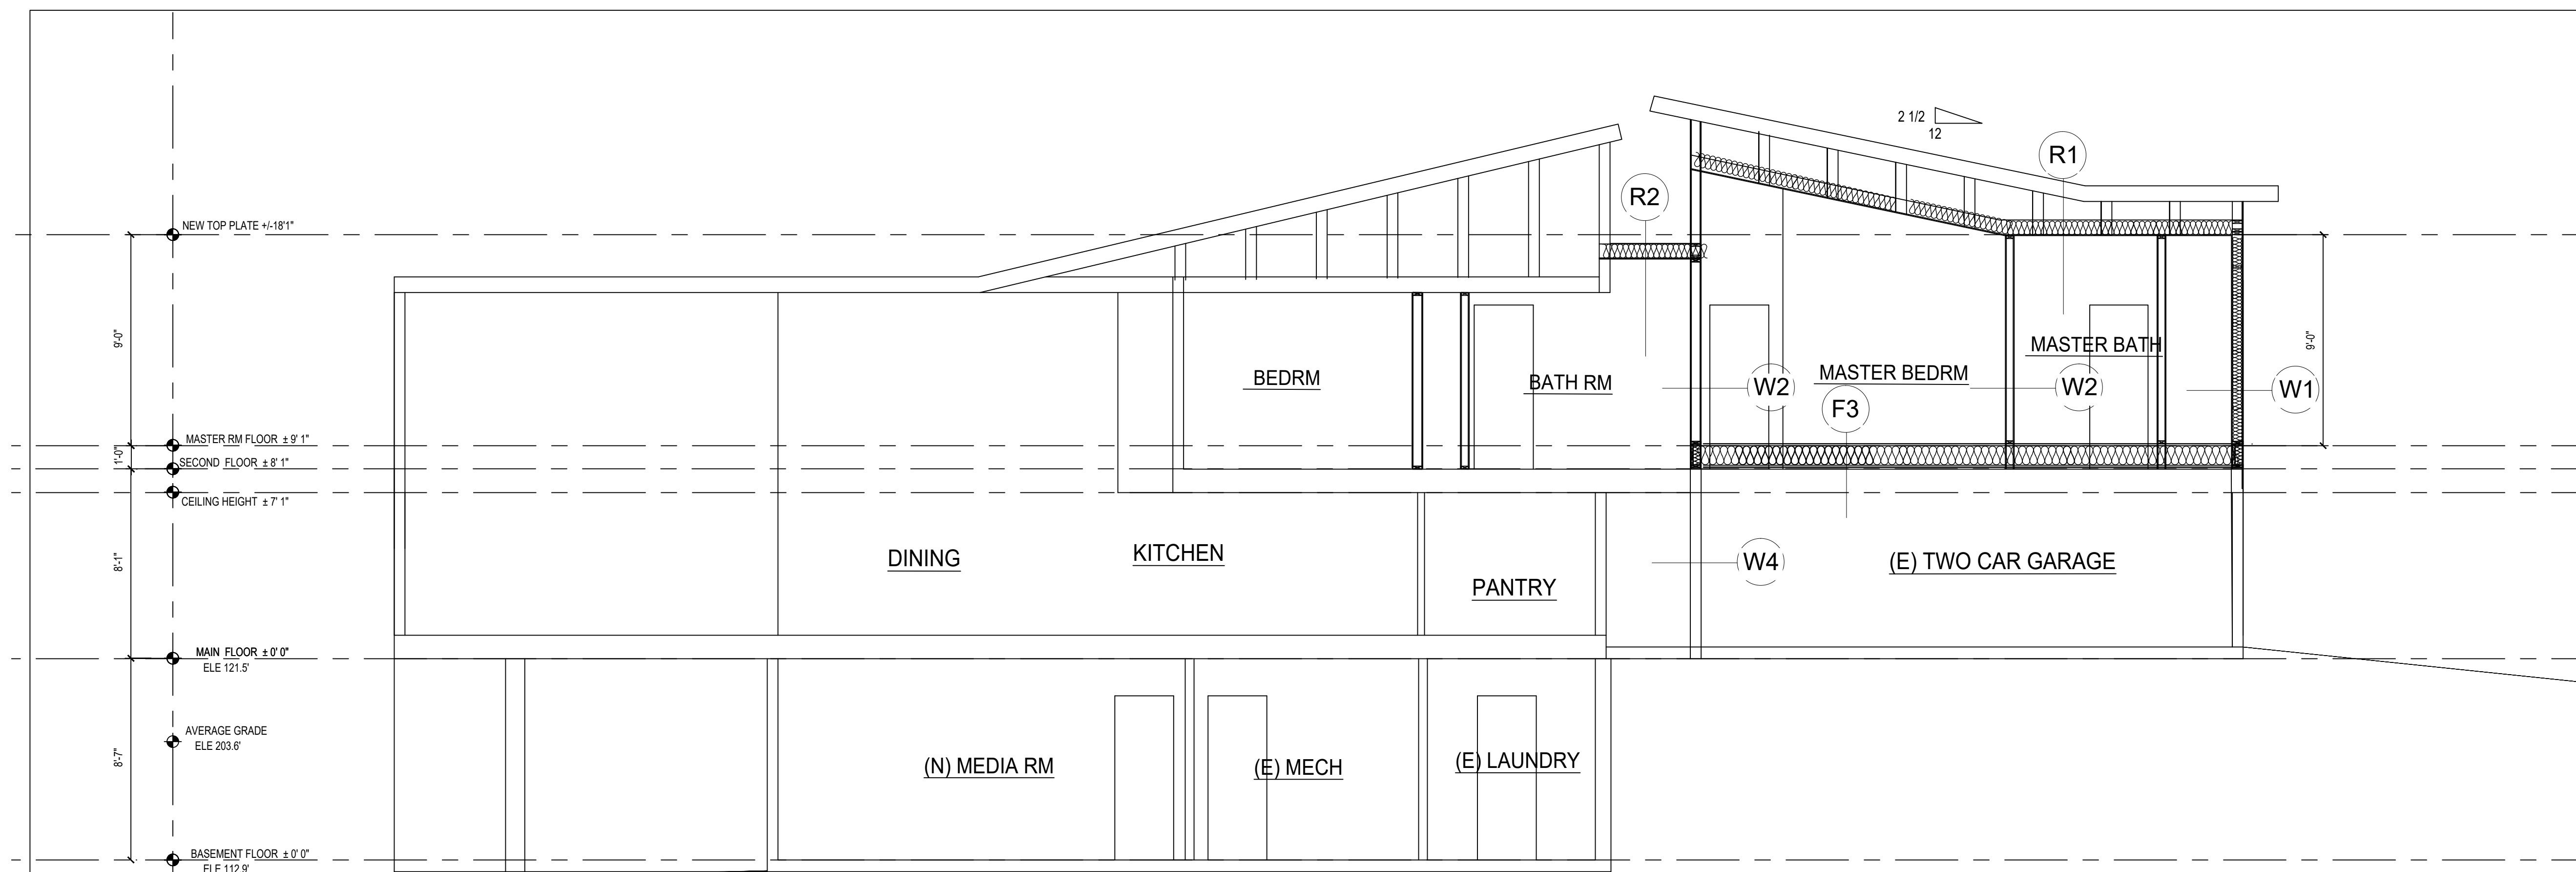 2 1/2
12
R1
R2
NEW TOP PLATE +/-18'1"
9'-0"
9'-0"
MASTER BATH
MASTER BEDRM
BEDRM
BATH RM
W2
W2
W1
F3
MASTER RM FLOOR ± 9' 1"
1'-0"
SECOND FLOOR ± 8' 1"
CEILING HEIGHT ± 7' 1"
8'-1"
DINING
KITCHEN
PANTRY
W4
(E) TWO CAR GARAGE
MAIN FLOOR ± 0' 0"
ELE 121.5'
AVERAGE GRADE
ELE 203.6'
8'-7"
(N) MEDIA RM
(E) MECH
(E) LAUNDRY
BASEMENT FLOOR ± 0' 0"
ELE 112.9'